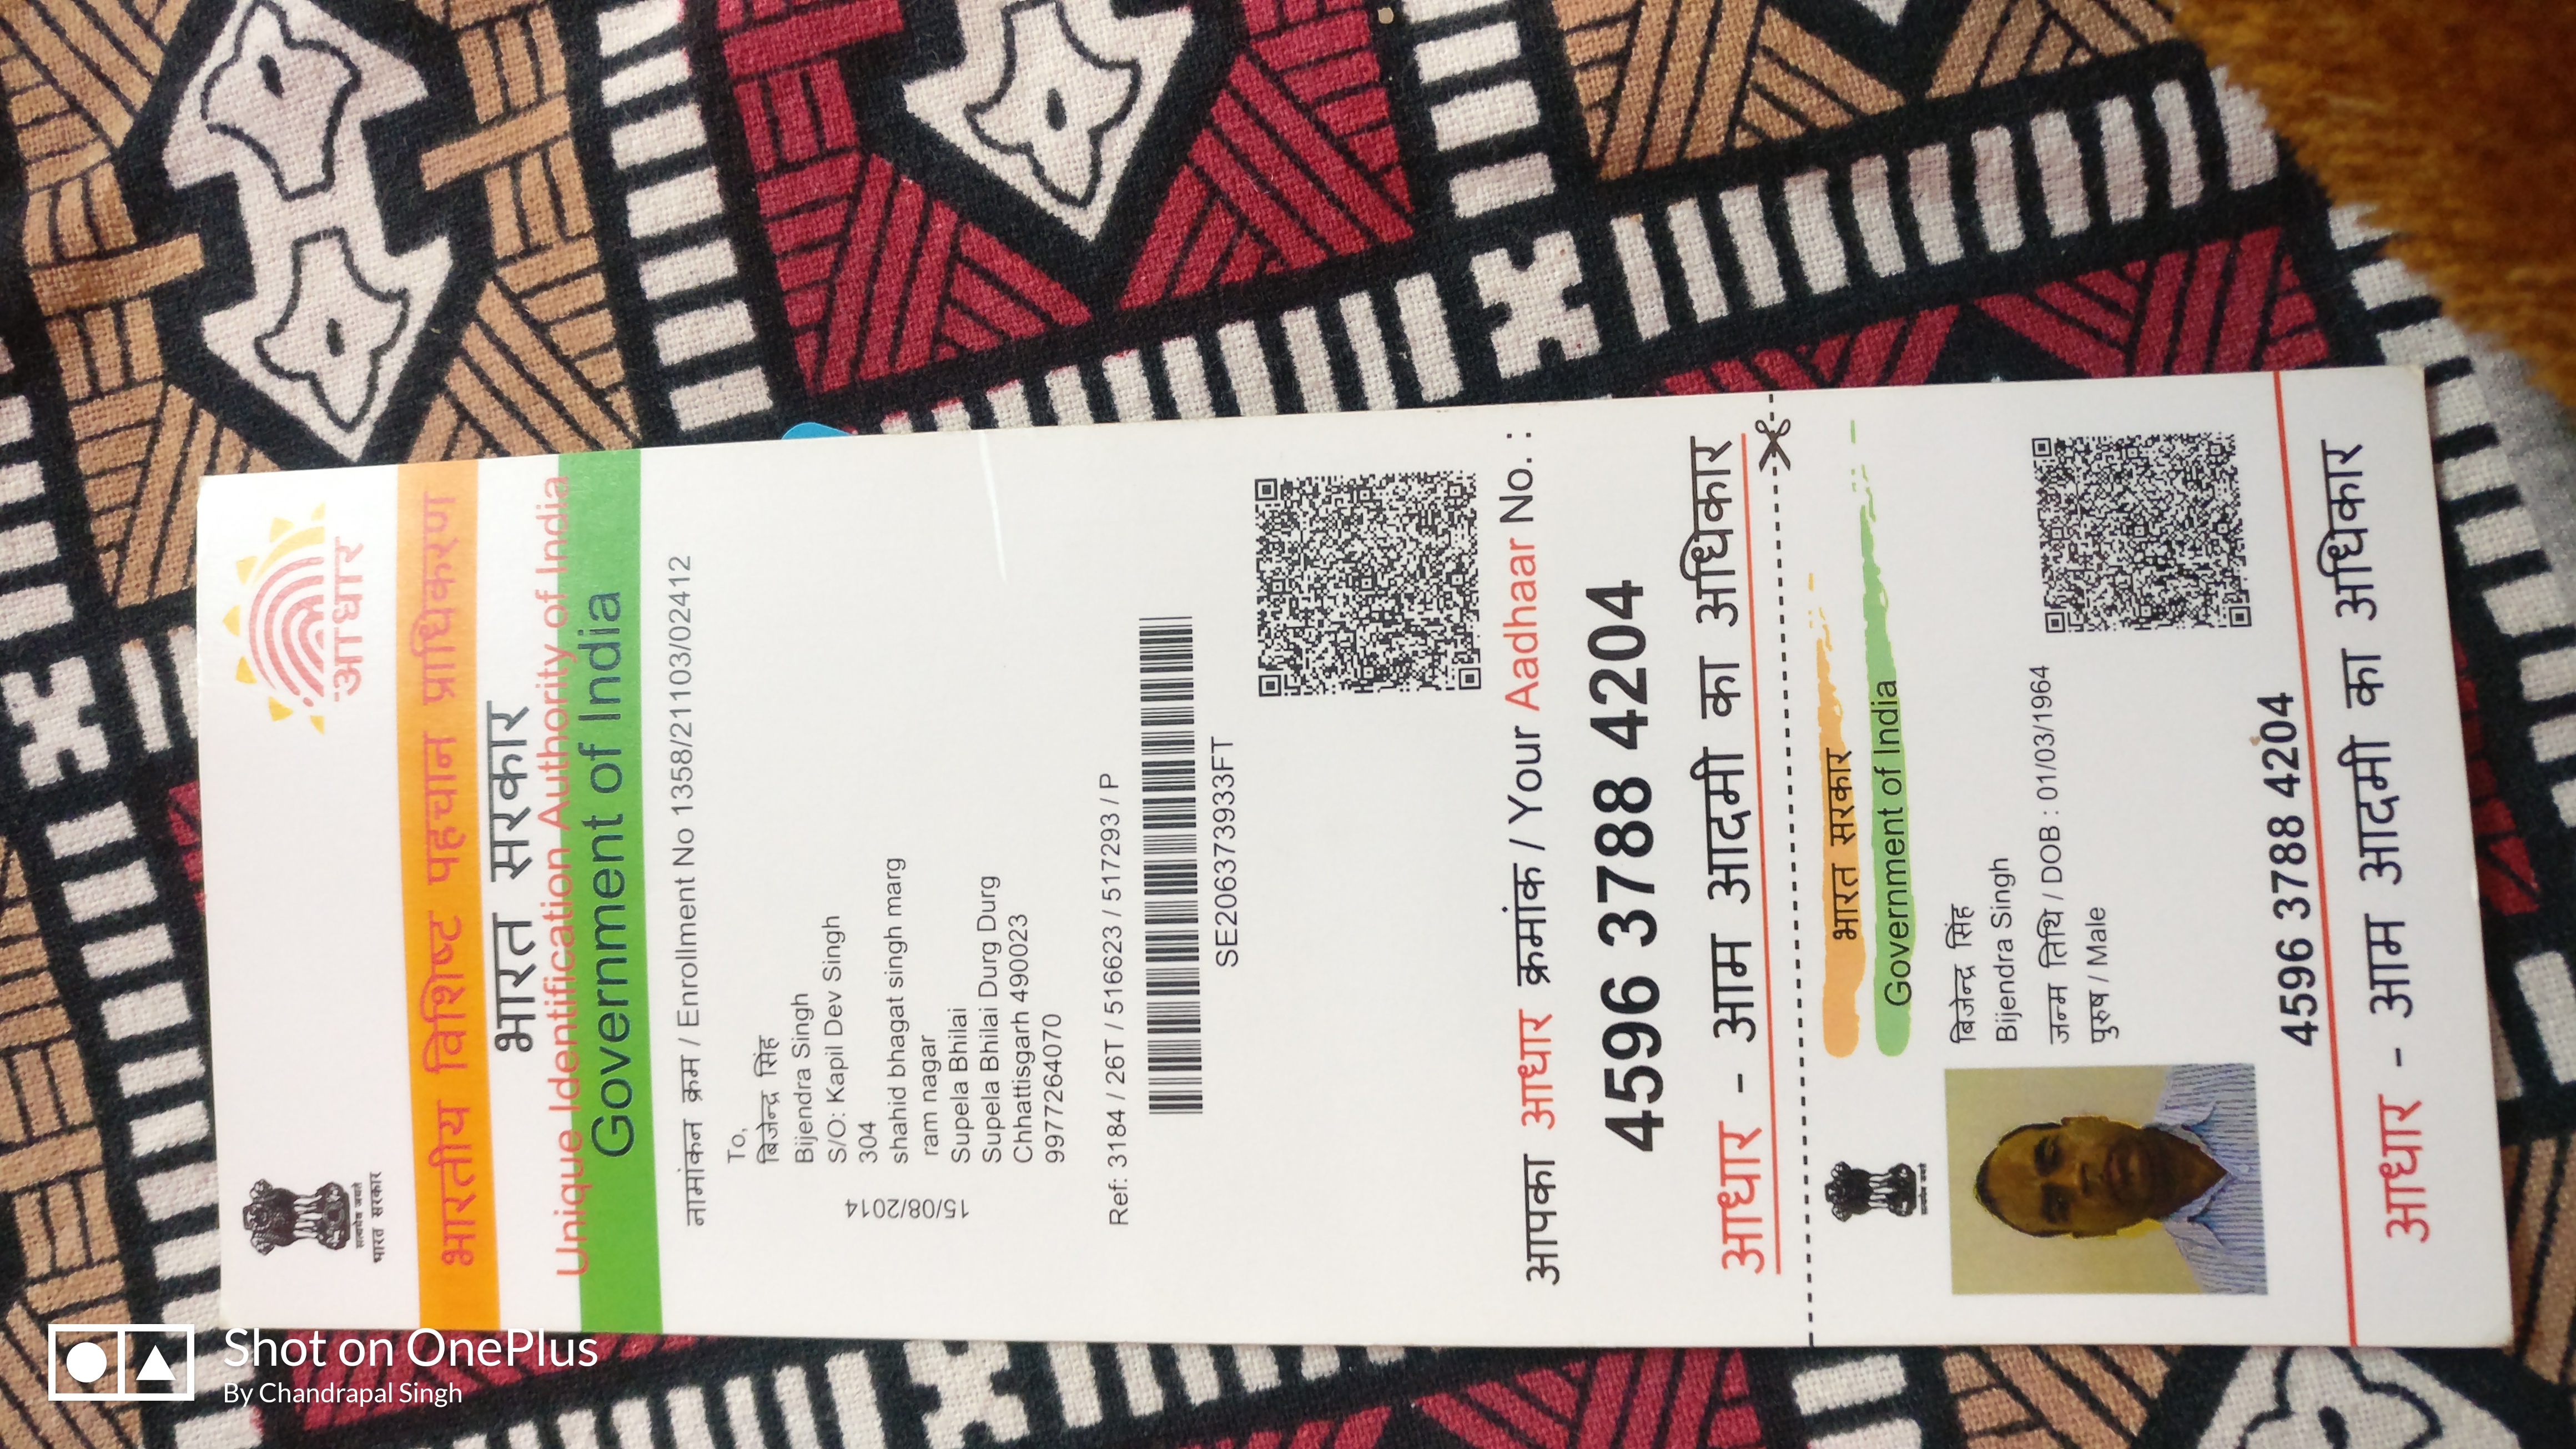 सत्यमेव जयते
भारत सरकार
आधार
भारतीय विशिष्ट पहचान प्राधिकरण
भारत सरकार
Unique Identification Authority of India
Government of India
नामांकन क्रम / Enrollment No 1358/21103/02412
To,
बिजेन्द्र सिंह
Bijendra Singh
S/O: Kapil Dev Singh
304
shahid bhagat singh marg
ram nagar
Supela Bhilai
Supela Bhilai Durg Durg
Chhattisgarh 490023
9977264070
15/08/2014
Ref: 3184 / 26T / 516623 / 517293 / P
SE206373933FT
आपका आधार क्रमांक / Your Aadhaar No. :
4596 3788 4204
आधार - आम आदमी का अधिकार
सत्यमेव जयते
भारत सरकार
Government of India
बिजेन्द्र सिंह
Bijendra Singh
जन्म तिथि / DOB : 01/03/1964
पुरुष / Male
4596 3788 4204
आधार - आम आदमी का अधिकार
Shot on OnePlus
By Chandrapal Singh